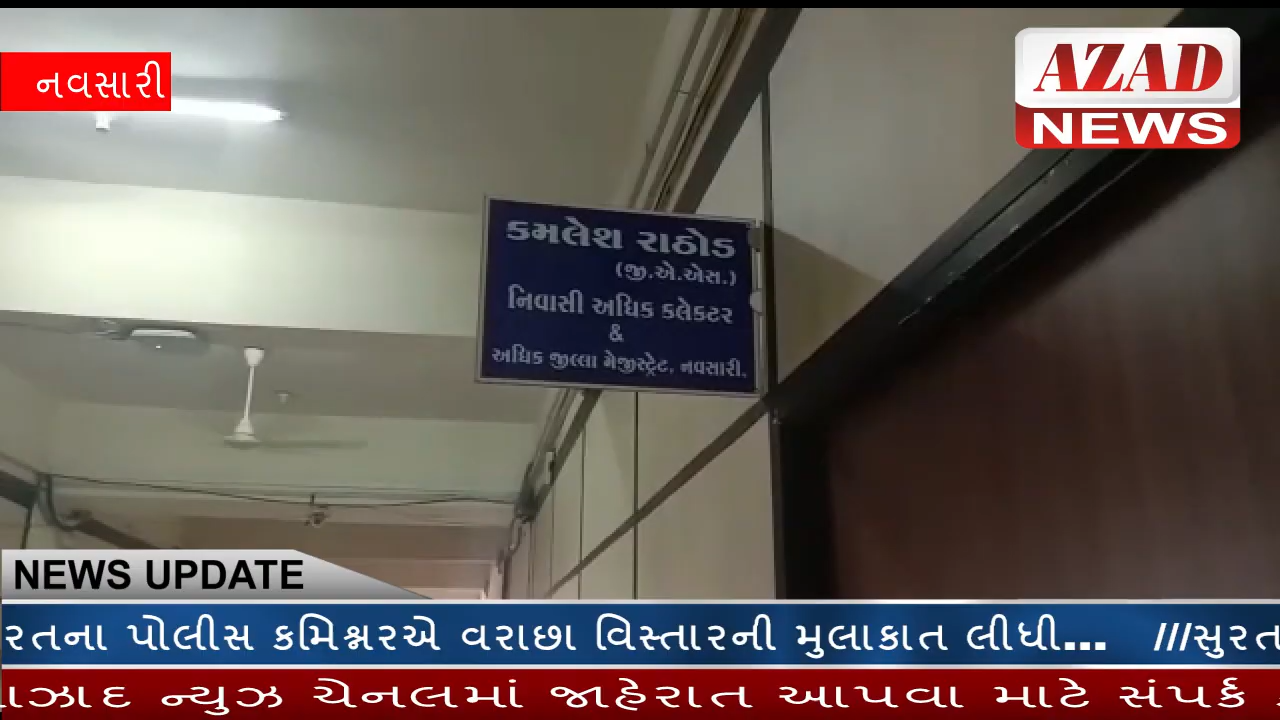 નવસારી
AZAD
NEWS
કમલેશ રાઠોડ
(જી.એ.એસ.)
નિવાસી અધિક કલેકટર
&
અધિક જીલ્લા મેજીસ્ટ્રેટ, નવસારી.
NEWS UPDATE
રતના પોલીસ કમિશ્નરએ વરાછા વિસ્તારની મુલાકાત લીધી... ///સુરત
ાઝાદ ન્યુઝ ચેનલમાં જાહેરાત આપવા માટે સંપર્ક